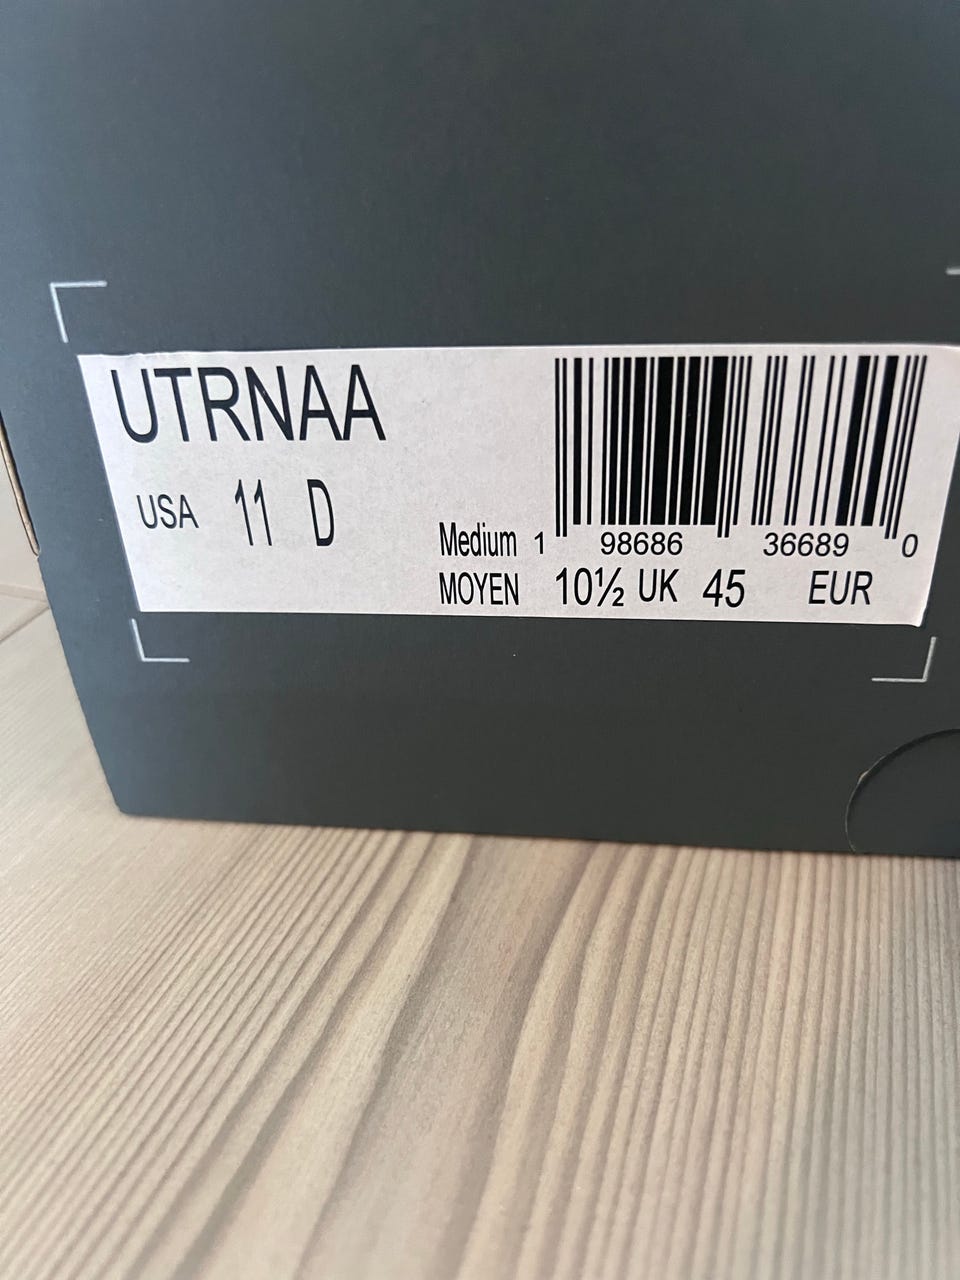 UTRNAA
USA 11 D
Medium 1 98686 36689 0
MOYEN 10½ UK 45 EUR